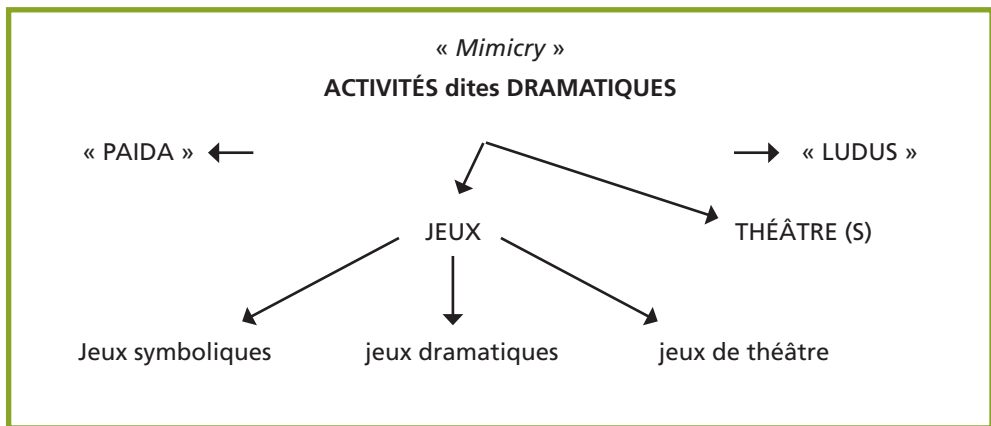 « Mimicry »
ACTIVITÉS dites DRAMATIQUES
« PAIDA » « LUDUS »
JEUX THÉÂTRE (S)
Jeux symboliques jeux dramatiques jeux de théâtre